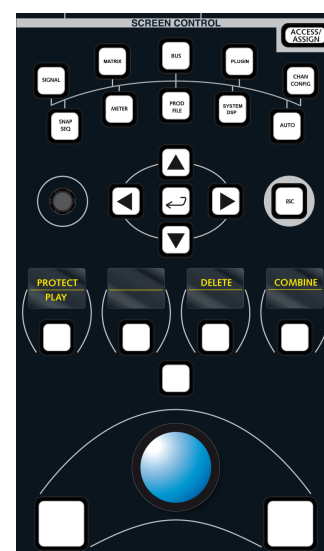 SCREEN CONTROL
ACCESS/
ASSIGN
BUS
MATRIX
PLUGIN
SIGNAL
CHAN
CONFIG
METER
PROD
FILE
SYSTEM
DSP
SNAP
SEQ
AUTO
ESC
PROTECT
PLAY
DELETE
COMBINE